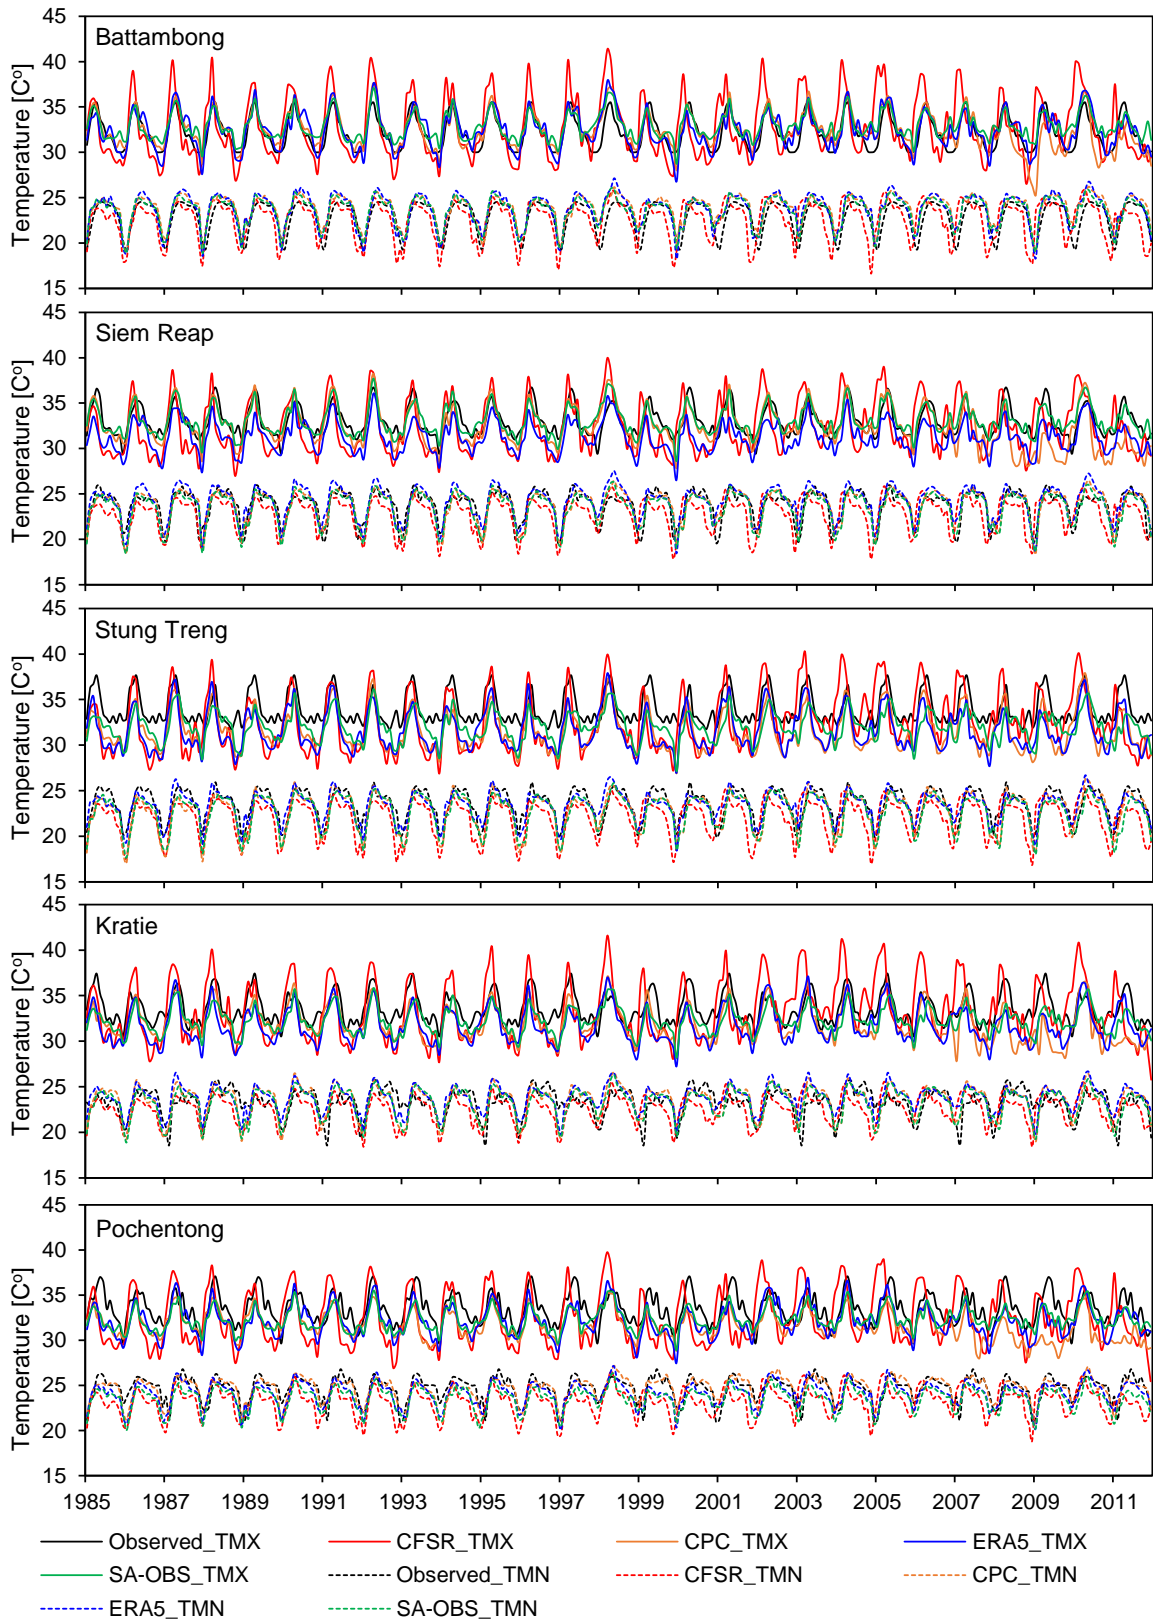 45
Battambong
40
35
30
25
20
15
Temperature [C°]
45
Siem Reap
40
35
30
25
20
15
Temperature [C°]
45
Stung Treng
40
35
30
25
20
15
Temperature [C°]
45
Kratie
40
35
30
25
20
15
Temperature [C°]
45
Pochentong
40
35
30
25
20
15
Temperature [C°]
1985 1987 1989 1991 1993 1995 1997 1999 2001 2003 2005 2007 2009 2011
Observed_TMX CFSR_TMX CPC_TMX ERA5_TMX
SA-OBS_TMX Observed_TMN CFSR_TMN CPC_TMN
ERA5_TMN SA-OBS_TMN